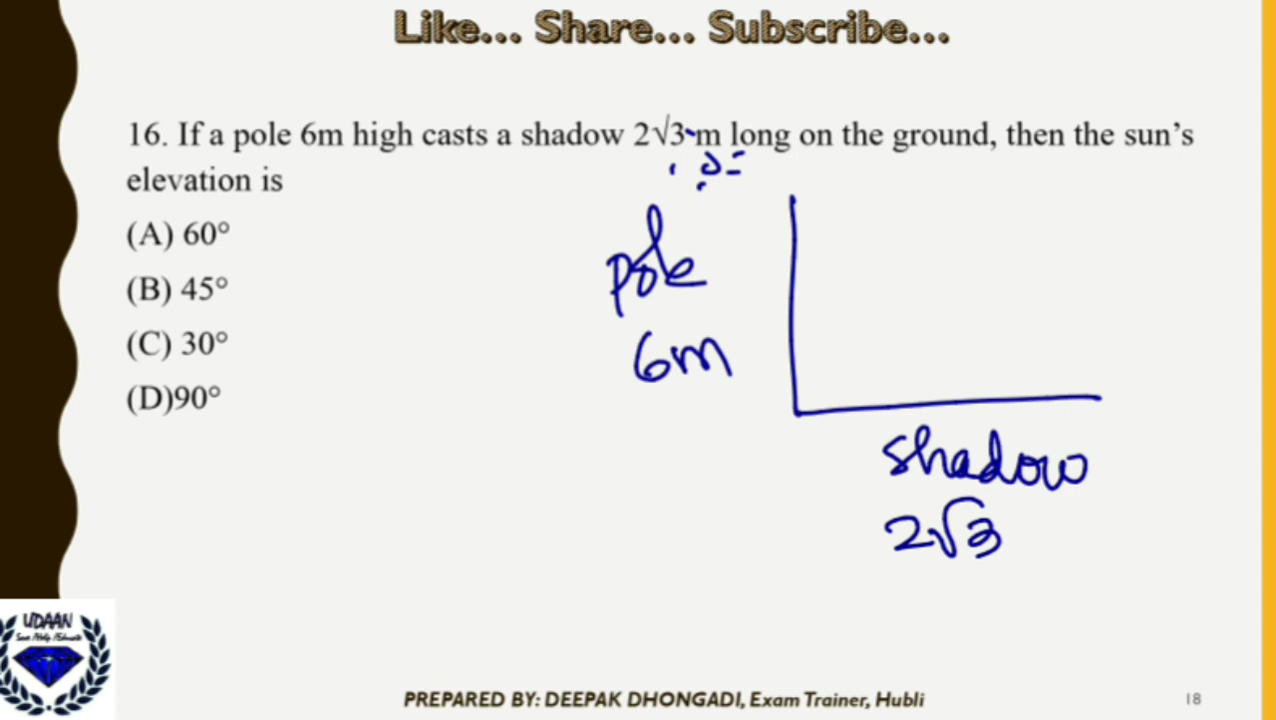 Like... Share... Subscribe...
16. If a pole 6m high casts a shadow 2√3 m long on the ground, then the sun's
elevation is
(A) 60°
(B) 45°
(C) 30°
(D)90°
pole
6m
shadow
2√3
UDAAN
PREPARED BY: DEEPAK DHONGADI, Exam Trainer, Hubli
18